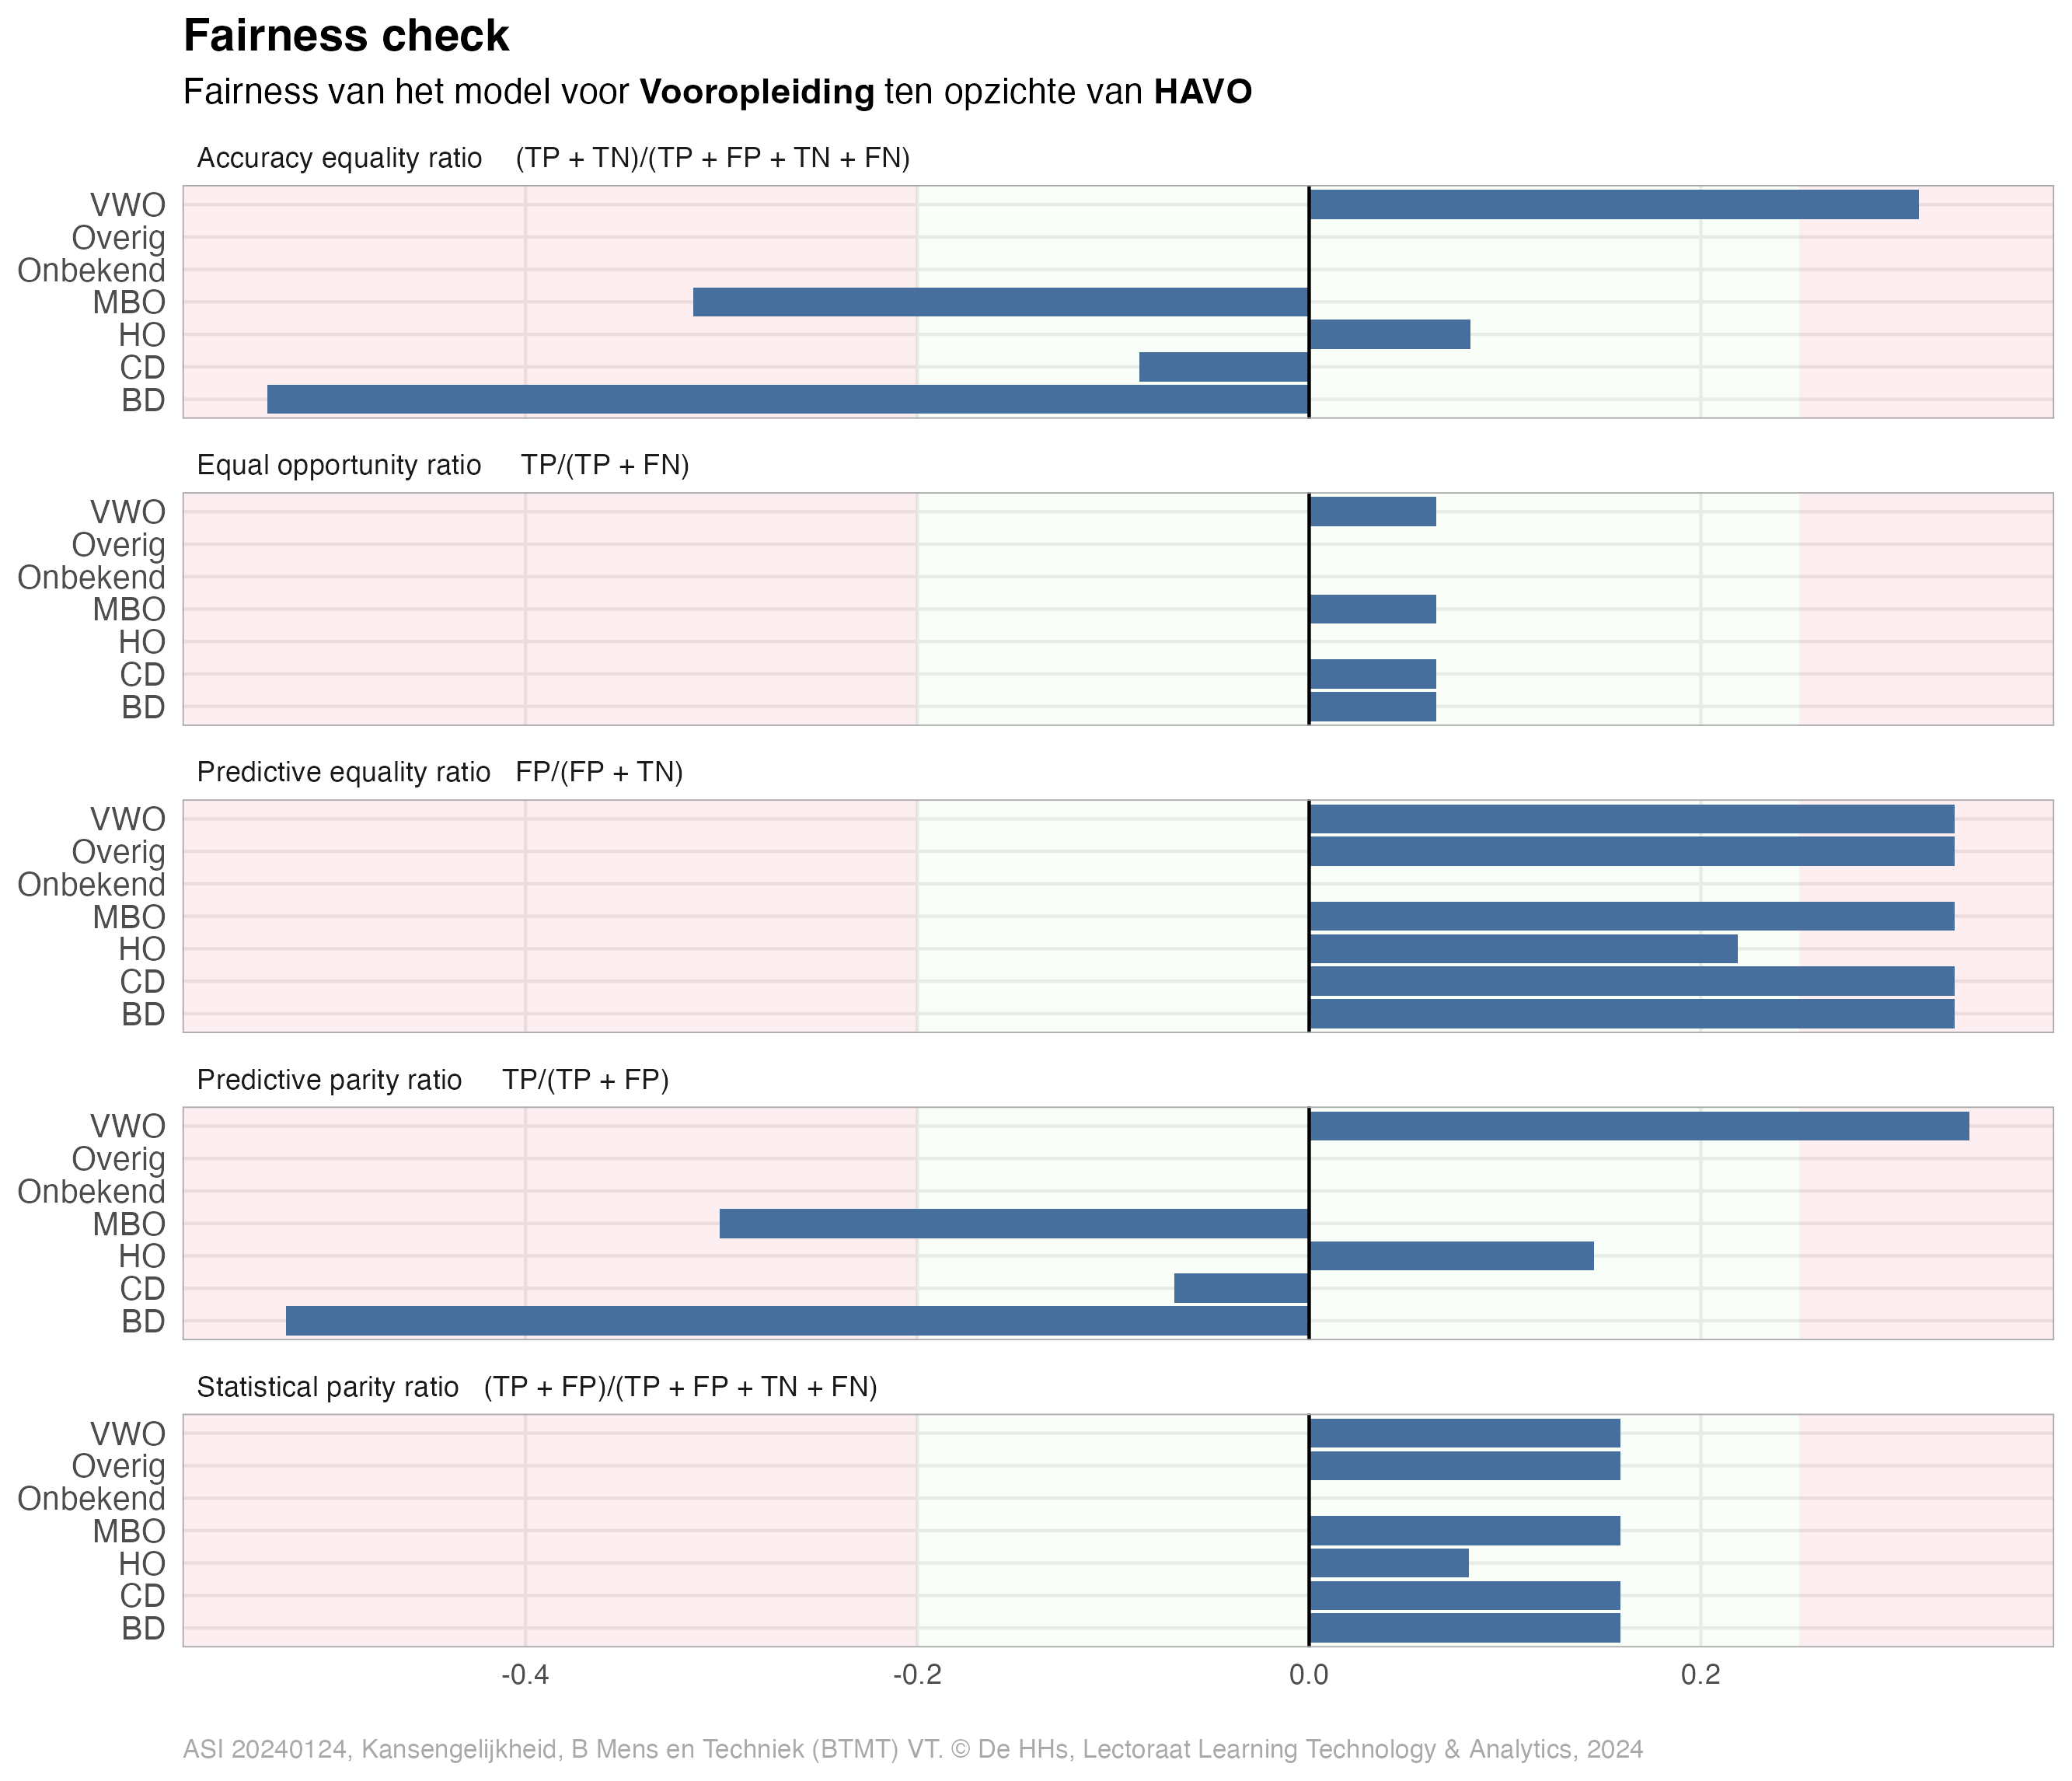 Fairness check
Fairness van het model voor Vooropleiding ten opzichte van HAVO
Accuracy equality ratio (TP + TN)/(TP + FP + TN + FN)
VWO
Overig
Onbekend
MBO
HO
CD
BD
Equal opportunity ratio TP/(TP + FN)
VWO
Overig
Onbekend
MBO
HO
CD
BD
Predictive equality ratio FP/(FP + TN)
VWO
Overig
Onbekend
MBO
HO
CD
BD
Predictive parity ratio TP/(TP + FP)
VWO
Overig
Onbekend
MBO
HO
CD
BD
Statistical parity ratio (TP + FP)/(TP + FP + TN + FN)
VWO
Overig
Onbekend
MBO
HO
CD
BD
-0.4 -0.2 0.0 0.2
ASI 20240124, Kansengelijkheid, B Mens en Techniek (BTMT) VT. © De HHs, Lectoraat Learning Technology & Analytics, 2024